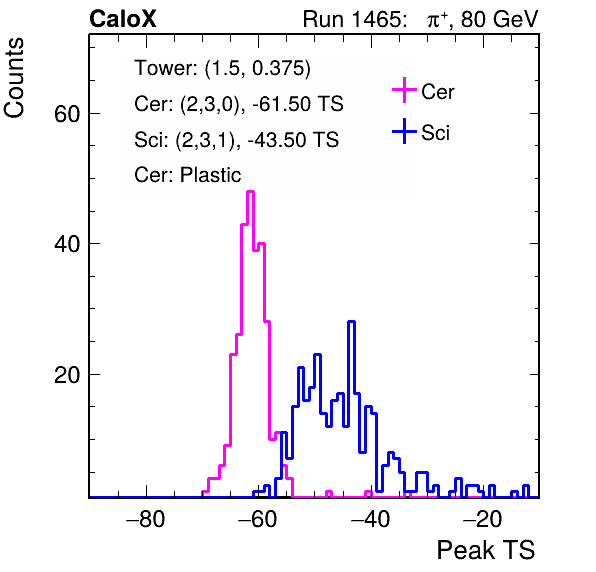 CaloX Run 1465: π⁺, 80 GeV
Counts
Tower: (1.5, 0.375)
Cer: (2,3,0), -61.50 TS
Sci: (2,3,1), -43.50 TS
Cer: Plastic
Cer
Sci
60
40
20
−80 −60 −40 −20
Peak TS